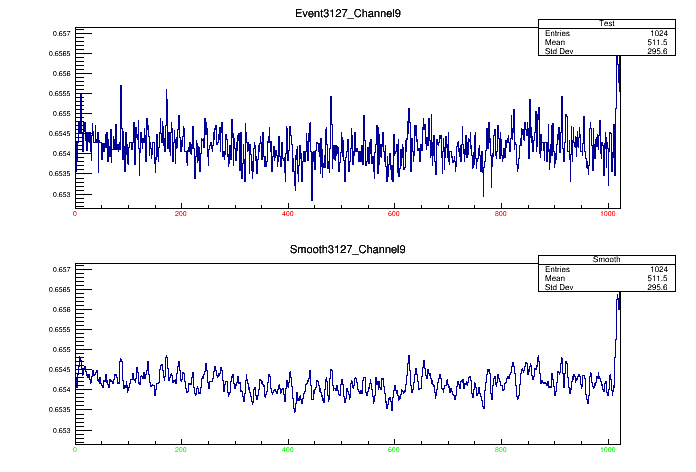 Event3127_Channel9
Test
Entries 1024
Mean 511.5
Std Dev 295.6
0.657
0.6565
0.656
0.6555
0.655
0.6545
0.654
0.6535
0.653
0 200 400 600 800 1000
Smooth3127_Channel9
Smooth
Entries 1024
Mean 511.5
Std Dev 295.6
0.657
0.6565
0.656
0.6555
0.655
0.6545
0.654
0.6535
0.653
0 200 400 600 800 1000